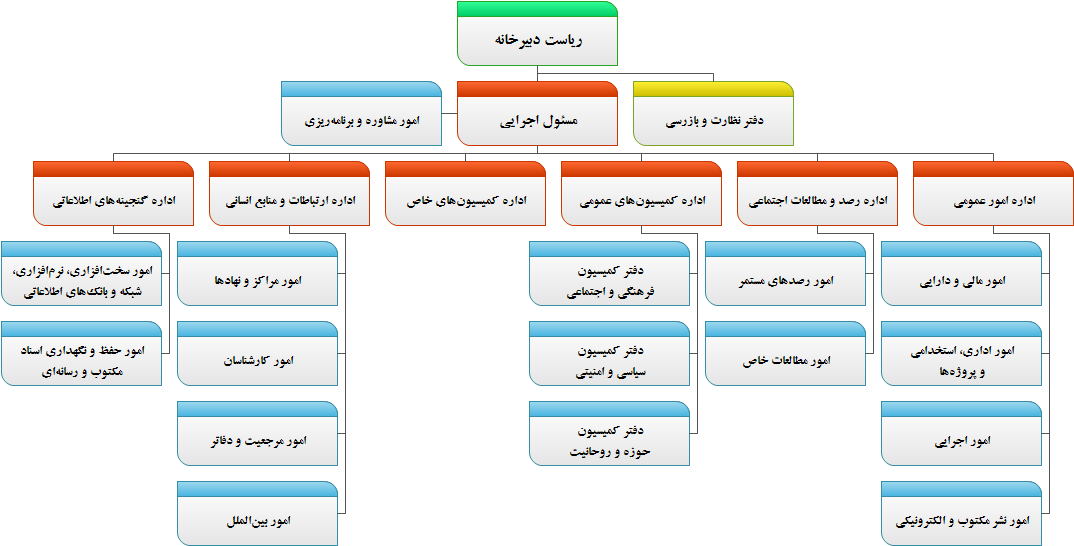 ریاست دبیرخانه
دفتر نظارت و بازرسی
مسئول اجرایی
امور مشاوره و برنامه‌ریزی
اداره امور عمومی
اداره رصد و مطالعات اجتماعی
اداره کمیسیون‌های عمومی
اداره کمیسیون‌های خاص
اداره ارتباطات و منابع انسانی
اداره گنجینه‌های اطلاعاتی
امور مالی و دارایی
امور اداری، استخدامی
و پروژه‌ها
امور اجرایی
امور نشر مکتوب و الکترونیکی
امور رصدهای مستمر
امور مطالعات خاص
دفتر کمیسیون
فرهنگی و اجتماعی
دفتر کمیسیون
سیاسی و امنیتی
دفتر کمیسیون
حوزه و روحانیت
امور مراکز و نهادها
امور کارشناسان
امور مرجعیت و دفاتر
امور بین‌الملل
امور سخت‌افزاری، نرم‌افزاری،
شبکه و بانک‌های اطلاعاتی
امور حفظ و نگهداری اسناد
مکتوب و رسانه‌ای